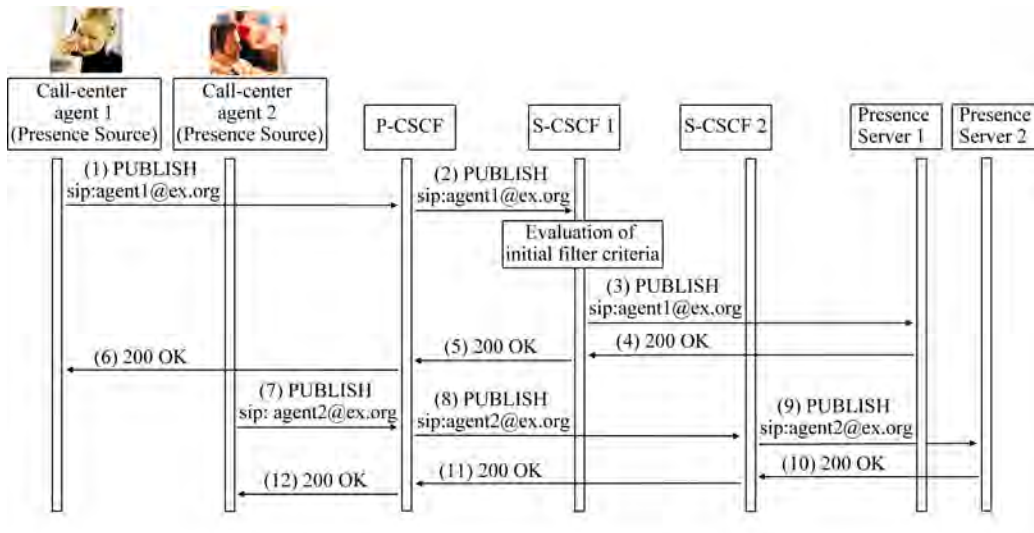 Call-center
agent 1
(Presence Source)
Call-center
agent 2
(Presence Source)
P-CSCF
S-CSCF 1
S-CSCF 2
Presence
Server 1
Presence
Server 2
(1) PUBLISH
sip:agent1@ex.org
(2) PUBLISH
sip:agent1@ex.org
Evaluation of
initial filter criteria
(3) PUBLISH
sip:agent1@ex.org
(4) 200 OK
(5) 200 OK
(6) 200 OK
(7) PUBLISH
sip: agent2@ex.org
(8) PUBLISH
sip:agent2@ex.org
(9) PUBLISH
sip:agent2@ex.org
(10) 200 OK
(11) 200 OK
(12) 200 OK